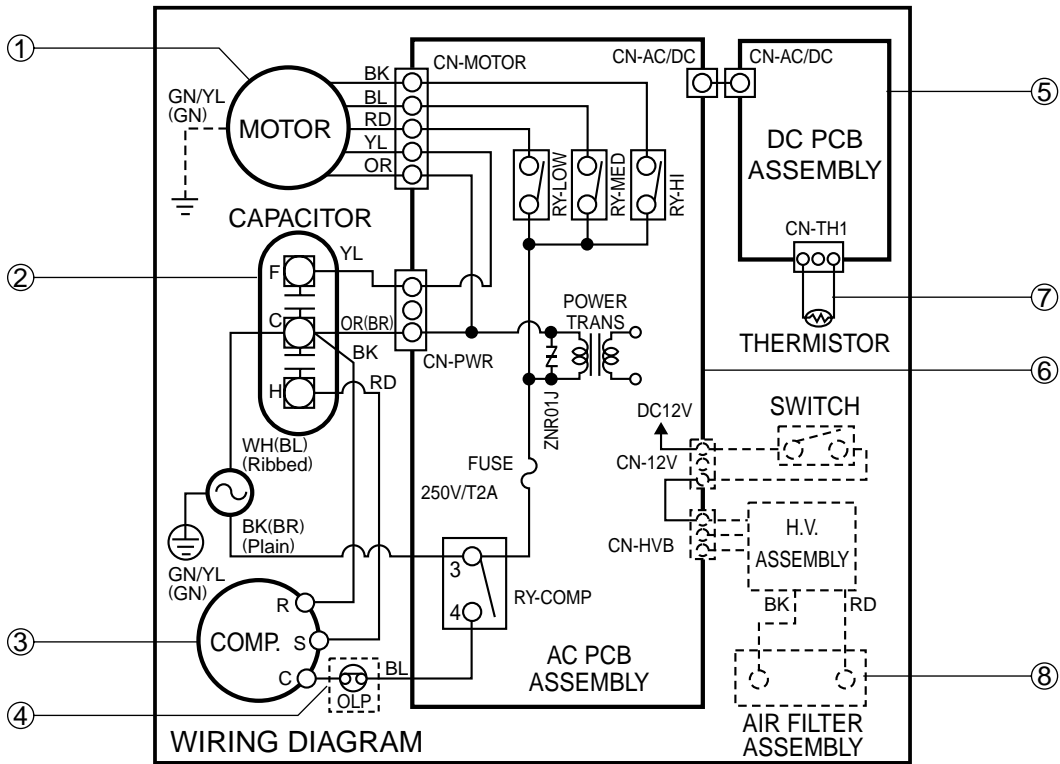 1
2
3
4
5
6
7
8
GN/YL
(GN)
MOTOR
BK
BL
RD
YL
OR
CN-MOTOR
CN-AC/DC
CN-AC/DC
DC PCB
ASSEMBLY
CN-TH1
THERMISTOR
RY-LOW
RY-MED
RY-HI
CAPACITOR
F
C
H
YL
OR(BR)
BK
RD
CN-PWR
POWER
TRANS
ZNR01J
FUSE
250V/T2A
DC12V
CN-12V
CN-HVB
SWITCH
H.V.
ASSEMBLY
BK
RD
AIR FILTER
ASSEMBLY
WH(BL)
(Ribbed)
BK(BR)
(Plain)
GN/YL
(GN)
3
4
RY-COMP
COMP.
R
S
C
OLP
BL
AC PCB
ASSEMBLY
WIRING DIAGRAM